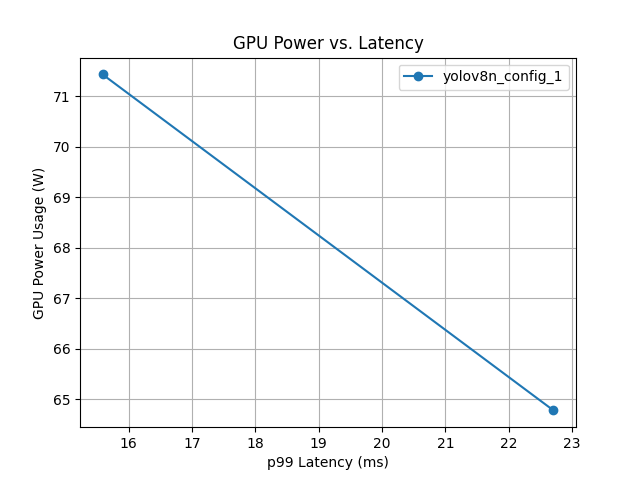 GPU Power vs. Latency
yolov8n_config_1
GPU Power Usage (W)
71
70
69
68
67
66
65
16 17 18 19 20 21 22 23
p99 Latency (ms)